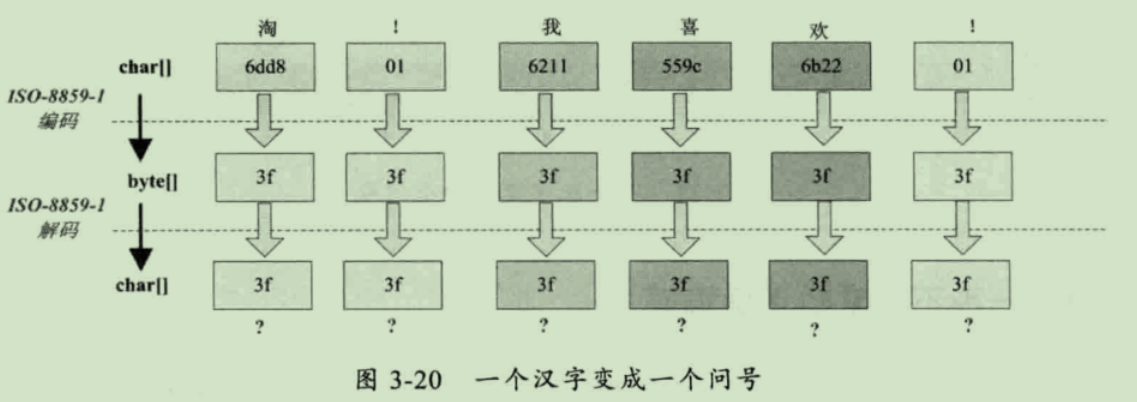 淘 ! 我 喜 欢 !
char[] 6dd8 01 6211 559c 6b22 01
ISO-8859-1
编码
byte[] 3f 3f 3f 3f 3f 3f
ISO-8859-1
解码
char[] 3f 3f 3f 3f 3f 3f
? ? ? ? ? ?
图 3-20 一个汉字变成一个问号